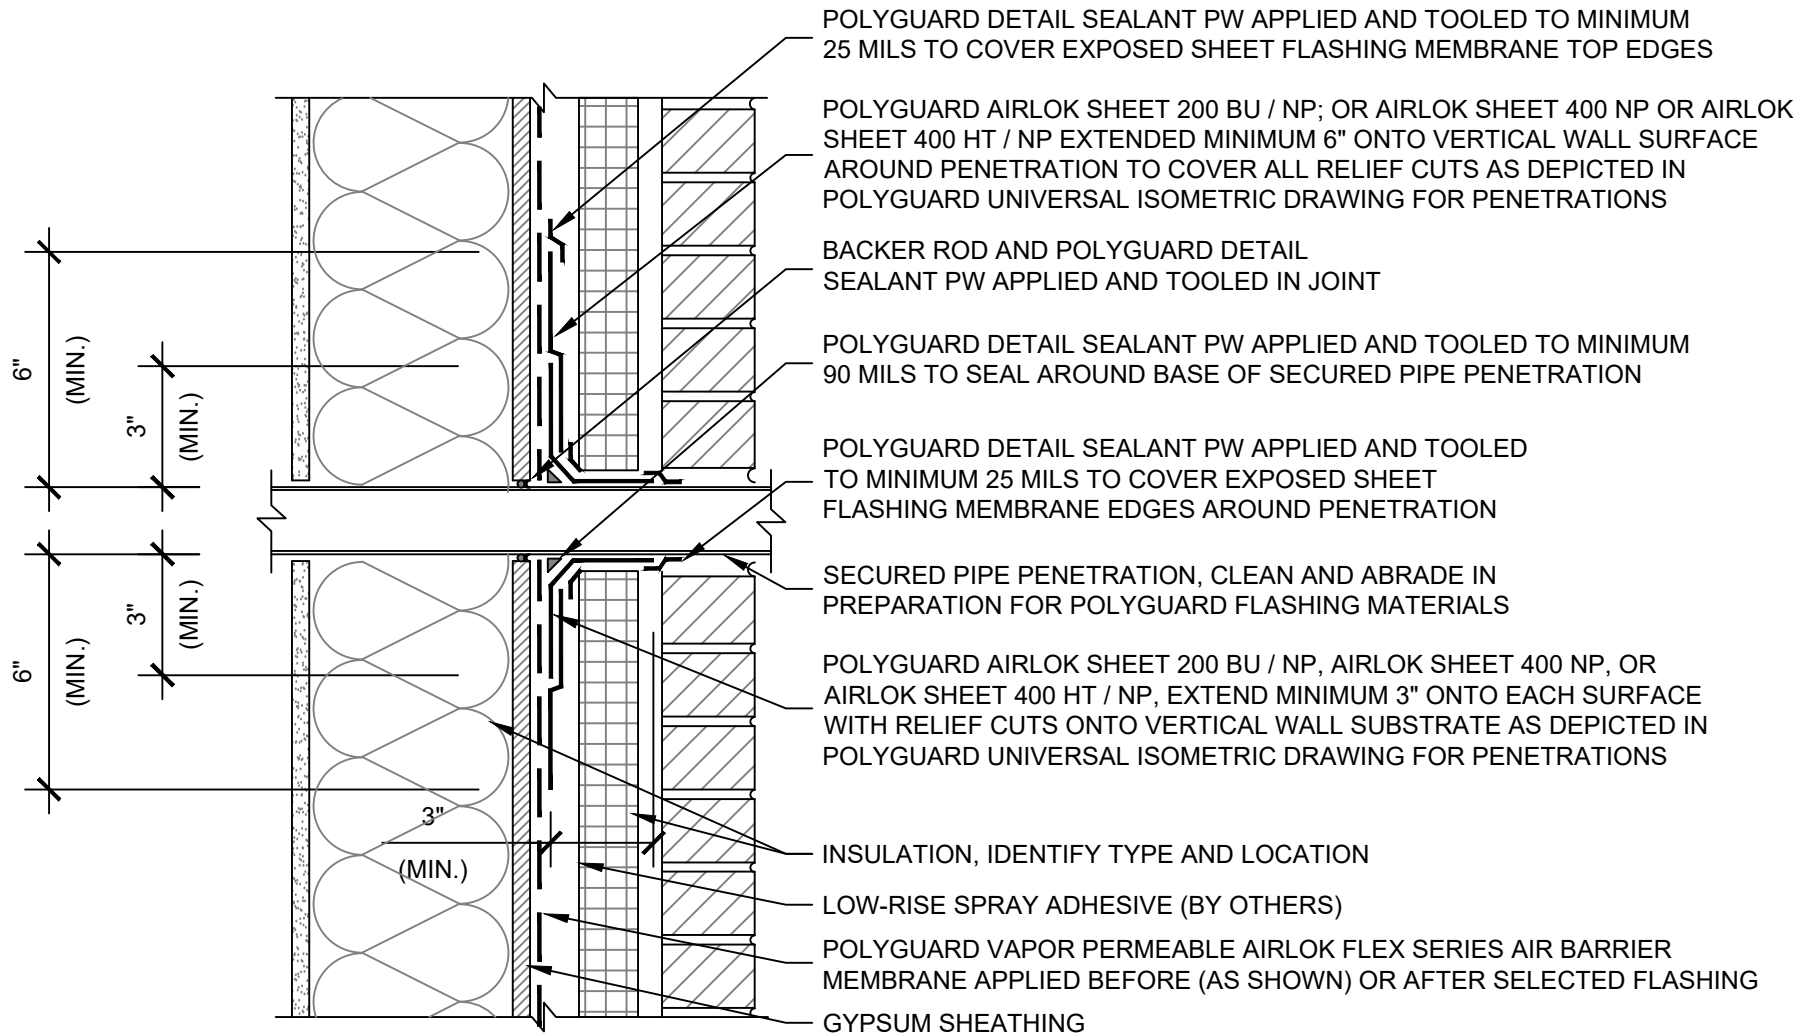 POLYGUARD DETAIL SEALANT PW APPLIED AND TOOLED TO MINIMUM
25 MILS TO COVER EXPOSED SHEET FLASHING MEMBRANE TOP EDGES
POLYGUARD AIRLOK SHEET 200 BU / NP; OR AIRLOK SHEET 400 NP OR AIRLOK
SHEET 400 HT / NP EXTENDED MINIMUM 6" ONTO VERTICAL WALL SURFACE
AROUND PENETRATION TO COVER ALL RELIEF CUTS AS DEPICTED IN
POLYGUARD UNIVERSAL ISOMETRIC DRAWING FOR PENETRATIONS
BACKER ROD AND POLYGUARD DETAIL
SEALANT PW APPLIED AND TOOLED IN JOINT
POLYGUARD DETAIL SEALANT PW APPLIED AND TOOLED TO MINIMUM
90 MILS TO SEAL AROUND BASE OF SECURED PIPE PENETRATION
POLYGUARD DETAIL SEALANT PW APPLIED AND TOOLED
TO MINIMUM 25 MILS TO COVER EXPOSED SHEET
FLASHING MEMBRANE EDGES AROUND PENETRATION
SECURED PIPE PENETRATION, CLEAN AND ABRADE IN
PREPARATION FOR POLYGUARD FLASHING MATERIALS
POLYGUARD AIRLOK SHEET 200 BU / NP, AIRLOK SHEET 400 NP, OR
AIRLOK SHEET 400 HT / NP, EXTEND MINIMUM 3" ONTO EACH SURFACE
WITH RELIEF CUTS ONTO VERTICAL WALL SUBSTRATE AS DEPICTED IN
POLYGUARD UNIVERSAL ISOMETRIC DRAWING FOR PENETRATIONS
INSULATION, IDENTIFY TYPE AND LOCATION
LOW-RISE SPRAY ADHESIVE (BY OTHERS)
POLYGUARD VAPOR PERMEABLE AIRLOK FLEX SERIES AIR BARRIER
MEMBRANE APPLIED BEFORE (AS SHOWN) OR AFTER SELECTED FLASHING
GYPSUM SHEATHING
6"
(MIN.)
3"
(MIN.)
6"
(MIN.)
3"
(MIN.)
3"
(MIN.)